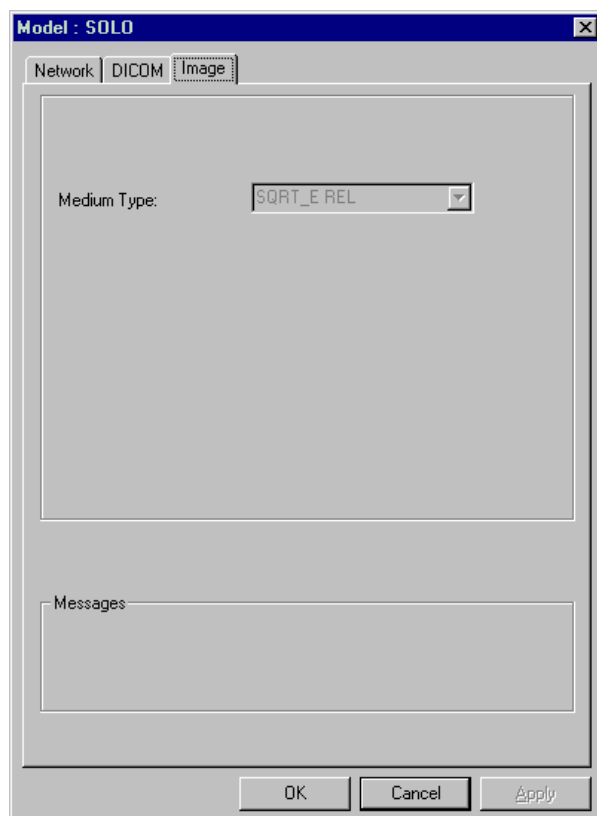 Model : SOLO
Network DICOM Image
Medium Type: SQRT_E REL
Messages
OK Cancel Apply